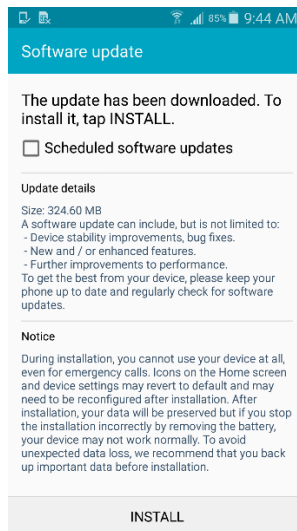 85% 9:44 AM
Software update
The update has been downloaded. To
install it, tap INSTALL.
Scheduled software updates
Update details
Size: 324.60 MB
A software update can include, but is not limited to:
- Device stability improvements, bug fixes.
- New and / or enhanced features.
- Further improvements to performance.
To get the best from your device, please keep your
phone up to date and regularly check for software
updates.
Notice
During installation, you cannot use your device at all,
even for emergency calls. Icons on the Home screen
and device settings may revert to default and may
need to be reconfigured after installation. After
installation, your data will be preserved but if you stop
the installation incorrectly by removing the battery,
your device may not work normally. To avoid
unexpected data loss, we recommend that you back
up important data before installation.
INSTALL